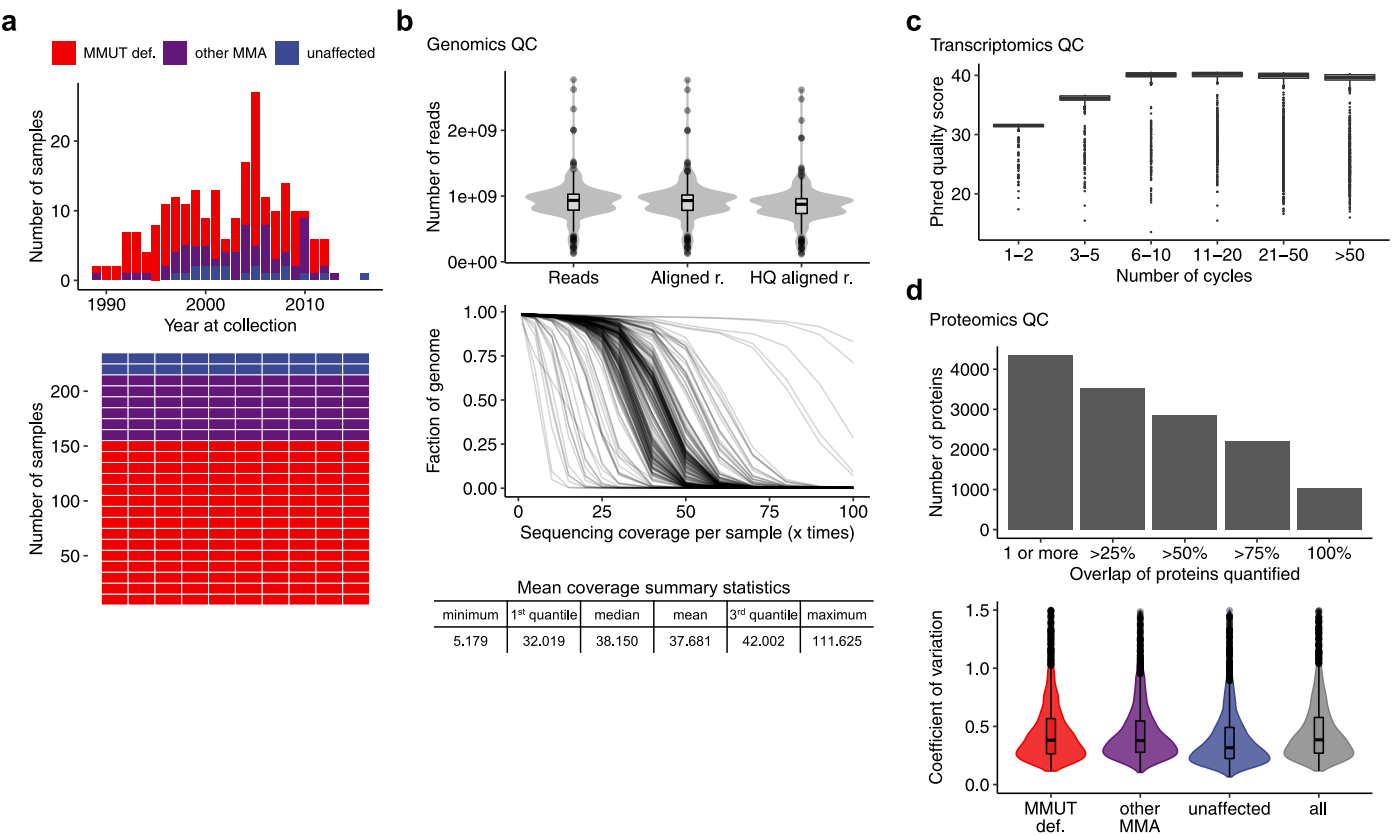 a
MMUT def. other MMA unaffected
Number of samples
20
10
0
1990 2000 2010
Year at collection
Number of samples
200
150
100
50
b
Genomics QC
Number of reads
2e+09
1e+09
0e+00
Reads Aligned r. HQ aligned r.
Faction of genome
1.00
0.75
0.50
0.25
0.00
0 25 50 75 100
Sequencing coverage per sample (x times)
Mean coverage summary statistics
minimum 1st quantile median mean 3rd quantile maximum
5.179 32.019 38.150 37.681 42.002 111.625
c
Transcriptomics QC
Phred quality score
40
30
20
1–2 3–5 6–10 11–20 21–50 >50
Number of cycles
d
Proteomics QC
Number of proteins
4000
3000
2000
1000
0
1 or more >25% >50% >75% 100%
Overlap of proteins quantified
Coefficient of variation
1.5
1.0
0.5
0.0
MMUT def. other MMA unaffected all